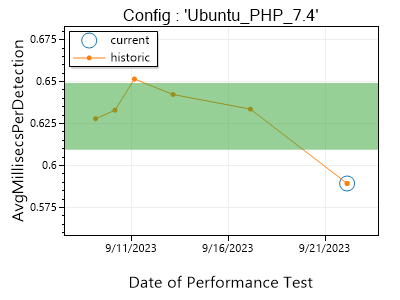 Config : 'Ubuntu_PHP_7.4'
current
historic
AvgMillisecsPerDetection
0.675
0.65
0.625
0.6
0.575
9/11/2023 9/16/2023 9/21/2023
Date of Performance Test